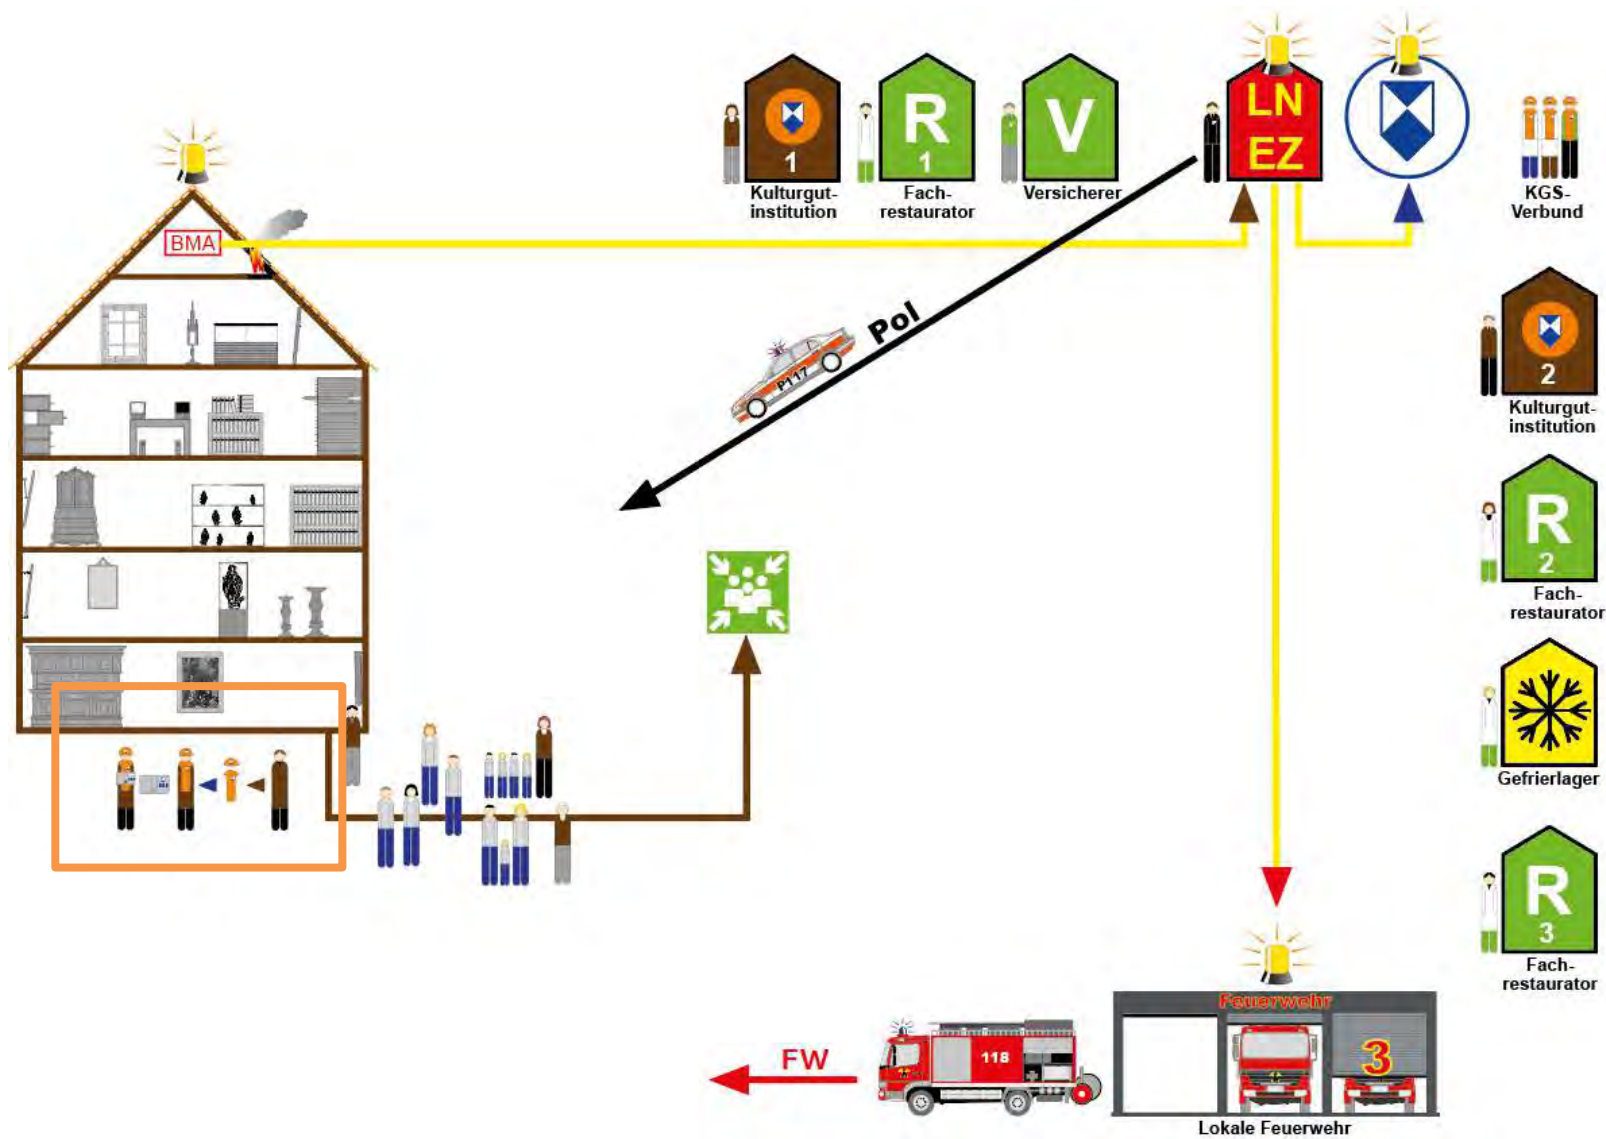 LN
EZ
1
Kulturgut-
institution
R
1
Fach-
restaurator
V
Versicherer
KGS-
Verbund
BMA
Pol
P117
2
Kulturgut-
institution
R
2
Fach-
restaurator
Gefrierlager
R
3
Fach-
restaurator
Feuerwehr
3
118
FW
Lokale Feuerwehr